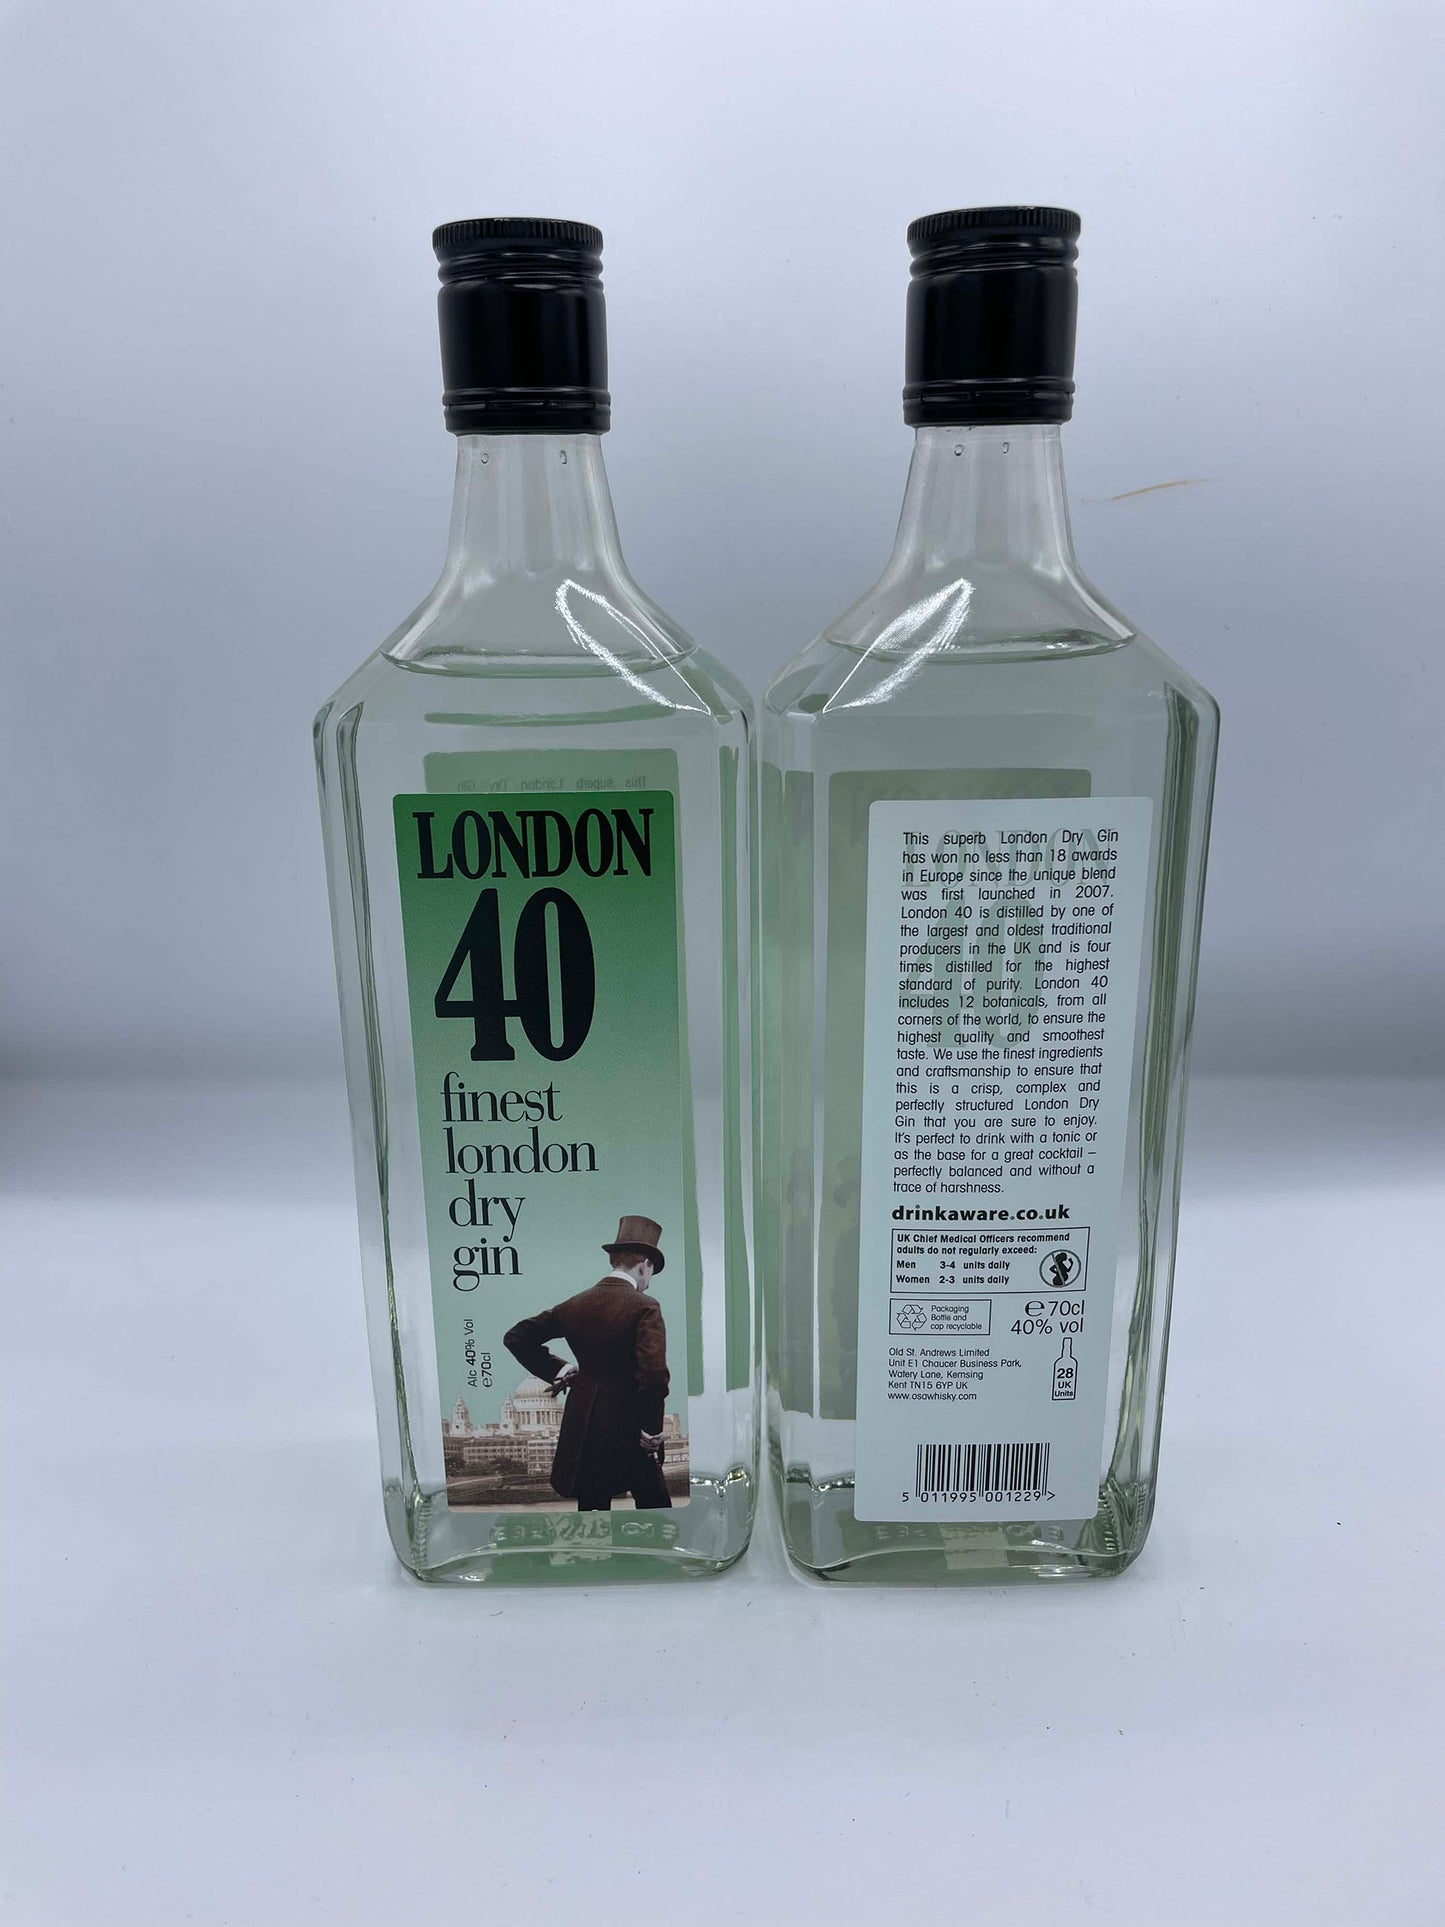 LONDON
40
finest
london
dry
gin
Alc 40% Vol
e70cl
This superb London Dry Gin
has won no less than 18 awards
in Europe since the unique blend
was first launched in 2007.
London 40 is distilled by one of
the largest and oldest traditional
producers in the UK and is four
times distilled for the highest
standard of purity. London 40
includes 12 botanicals, from all
corners of the world, to ensure the
highest quality and smoothest
taste. We use the finest ingredients
and craftsmanship to ensure that
this is a crisp, complex and
perfectly structured London Dry
Gin that you are sure to enjoy.
It's perfect to drink with a tonic or
as the base for a great cocktail –
perfectly balanced and without a
trace of harshness.
drinkaware.co.uk
UK Chief Medical Officers recommend
adults do not regularly exceed:
Men 3-4 units daily
Women 2-3 units daily
Packaging
Bottle and
cap recyclable
e70cl
40% vol
Old St. Andrews Limited
Unit E1 Chaucer Business Park,
Watery Lane, Kemsing
Kent TN15 6YP UK
www.osawhisky.com
28
UK
Units
5 011995 001229 >